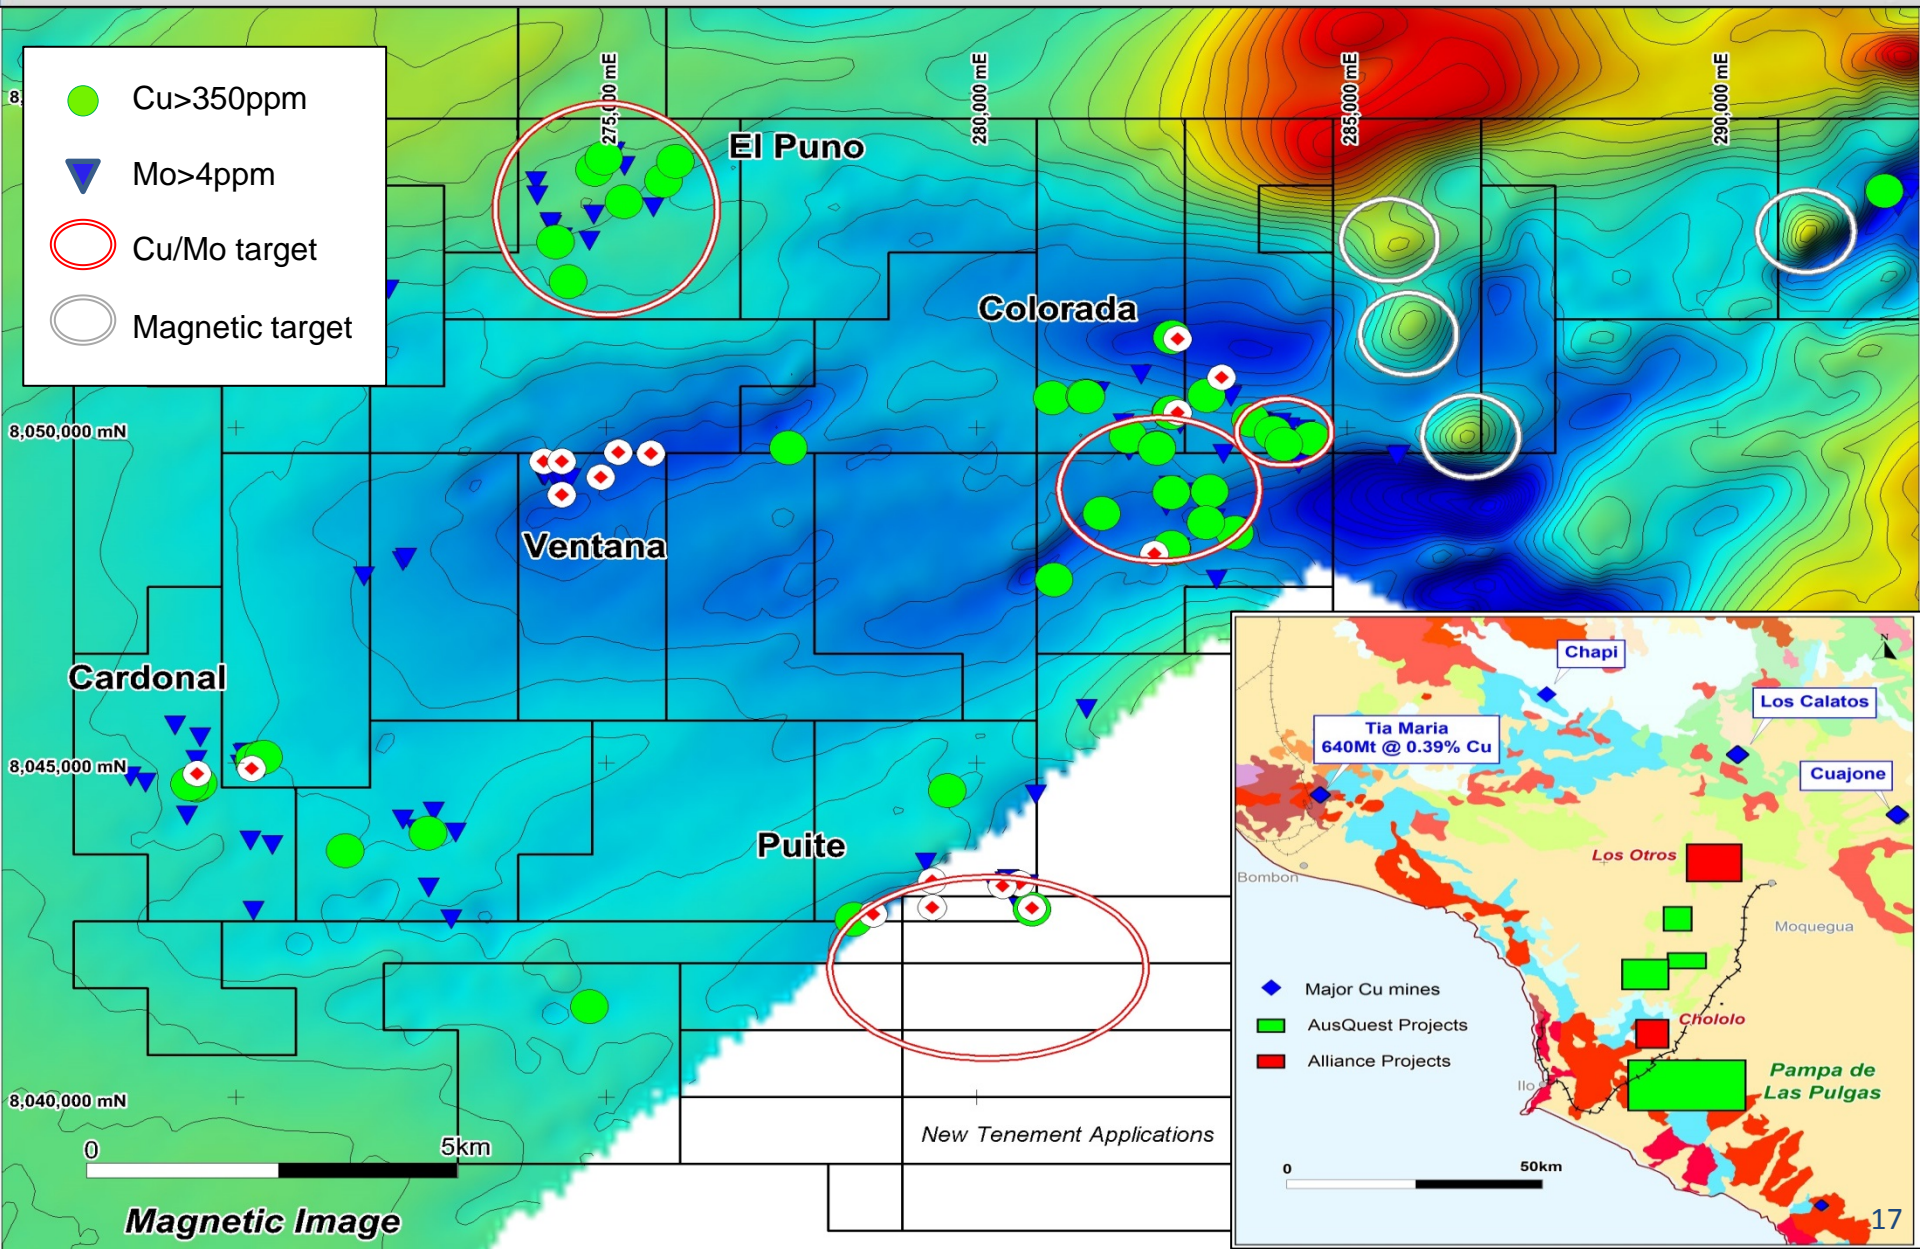 Cu>350ppm
Mo>4ppm
Cu/Mo target
Magnetic target
275,000 mE
280,000 mE
285,000 mE
290,000 mE
8,
8,050,000 mN
8,045,000 mN
8,040,000 mN
El Puno
Colorada
Ventana
Cardonal
Puite
New Tenement Applications
0
5km
Magnetic Image
N
Chapi
Los Calatos
Tia Maria
640Mt @ 0.39% Cu
Cuajone
Los Otros
Bombon
Moquegua
Major Cu mines
AusQuest Projects
Alliance Projects
Chololo
Ilo
Pampa de
Las Pulgas
0
50km
17